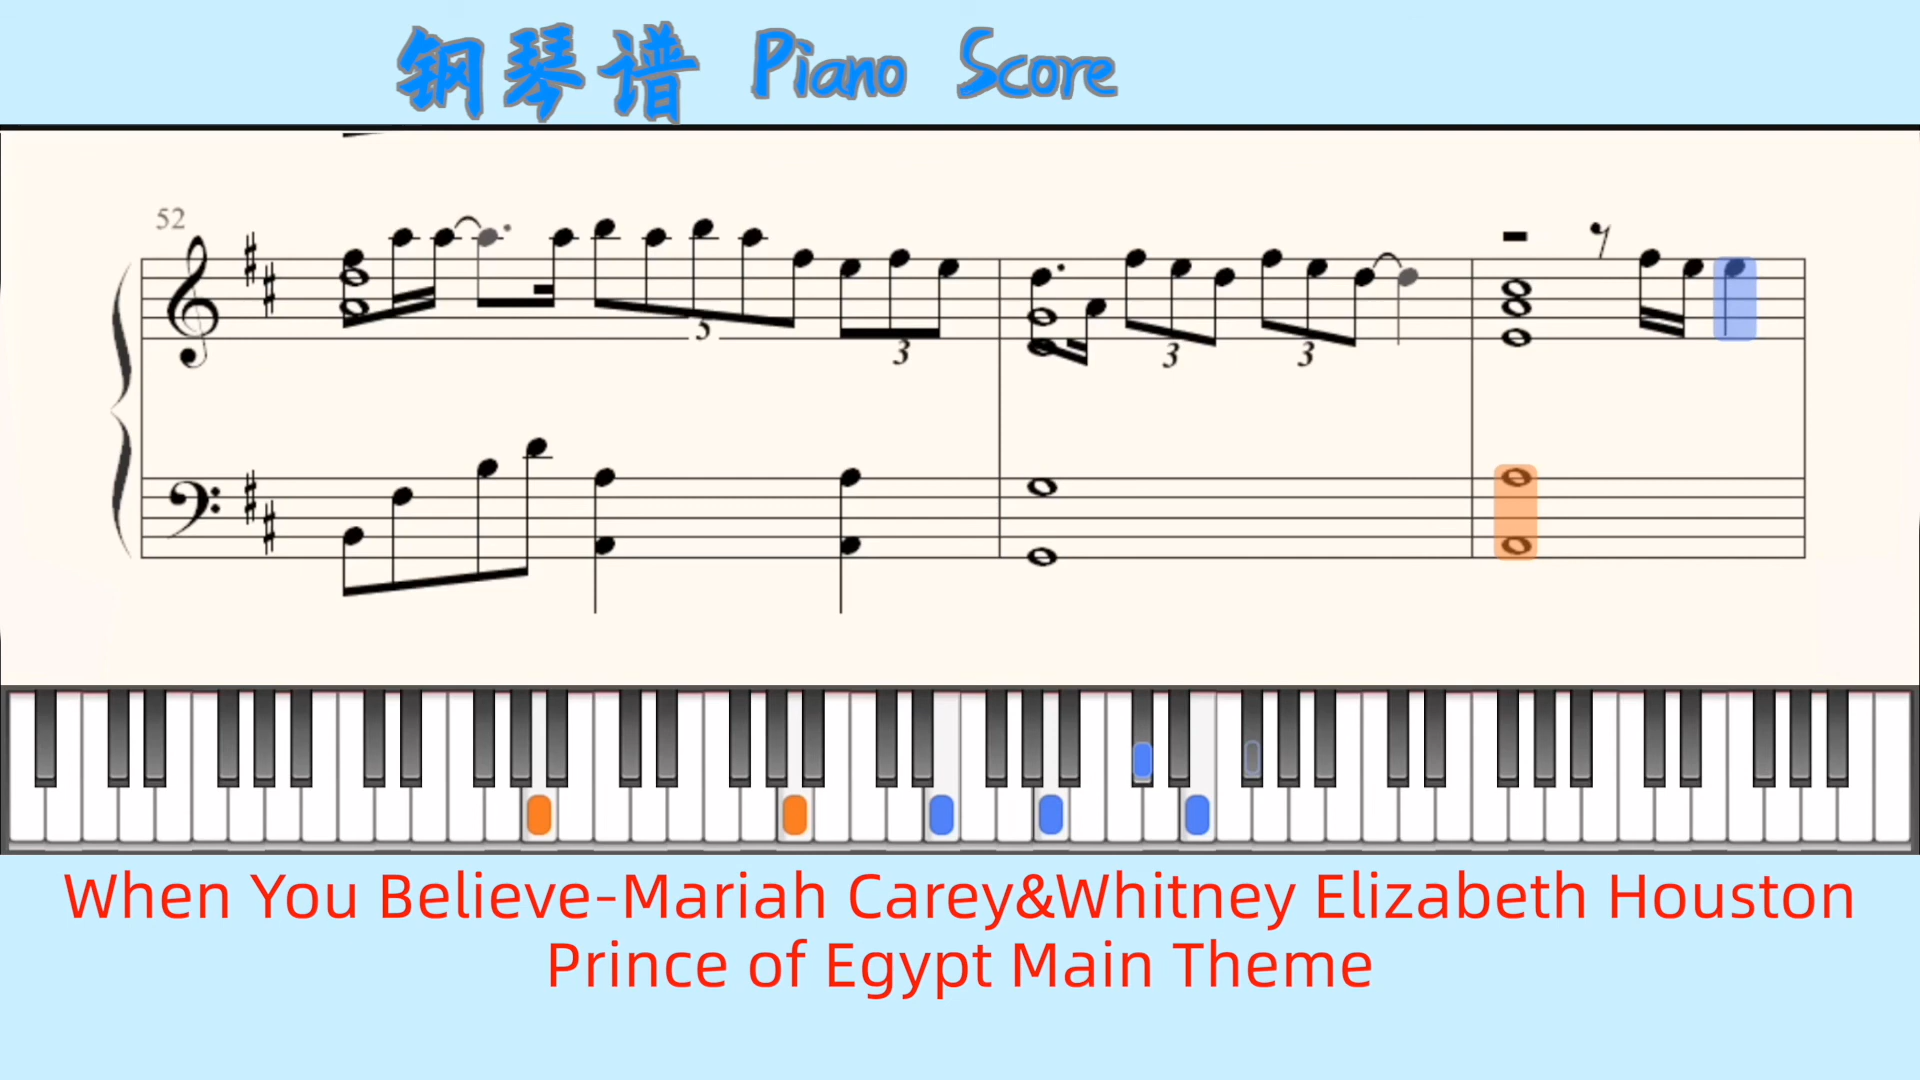 钢琴谱 Piano Score
52
5
3
3
3
When You Believe-Mariah Carey&Whitney Elizabeth Houston
Prince of Egypt Main Theme